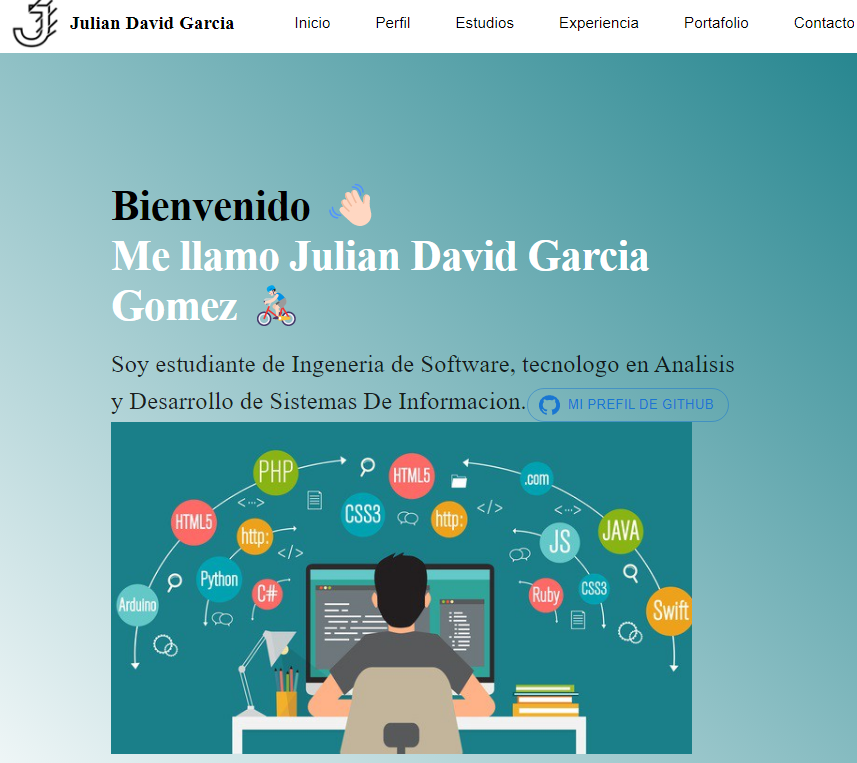 Julian David Garcia Inicio Perfil Estudios Experiencia Portafolio Contacto
Bienvenido 👋🏻
Me llamo Julian David Garcia
Gomez 🚴🏻
Soy estudiante de Ingeneria de Software, tecnologo en Analisis
y Desarrollo de Sistemas De Informacion. MI PREFIL DE GITHUB
PHP
HTML5
.com
HTML5
CSS3
http:
</>
<...>
<...>
http:
</>
JS
JAVA
Python
C#
Ruby
CSS3
Arduino
Swift